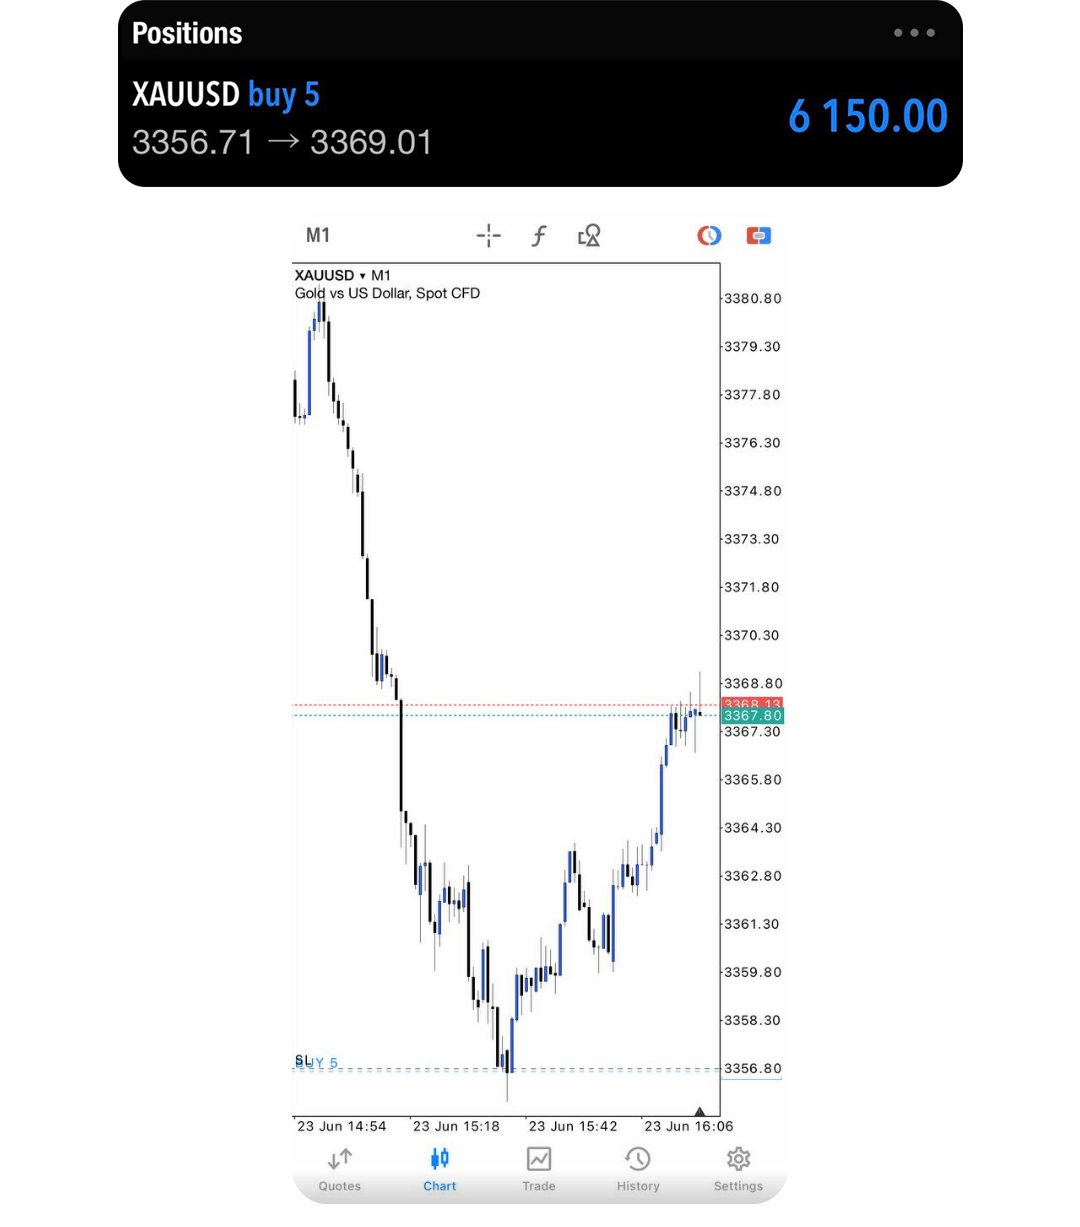 Positions
XAUUSD buy 5
3356.71 → 3369.01
6 150.00
M1
XAUUSD ▾ M1
Gold vs US Dollar, Spot CFD
3380.80
3379.30
3377.80
3376.30
3374.80
3373.30
3371.80
3370.30
3368.80
3368.13
3367.80
3367.30
3365.80
3364.30
3362.80
3361.30
3359.80
3358.30
3356.80
SL
BUY 5
23 Jun 14:54
23 Jun 15:18
23 Jun 15:42
23 Jun 16:06
Quotes
Chart
Trade
History
Settings